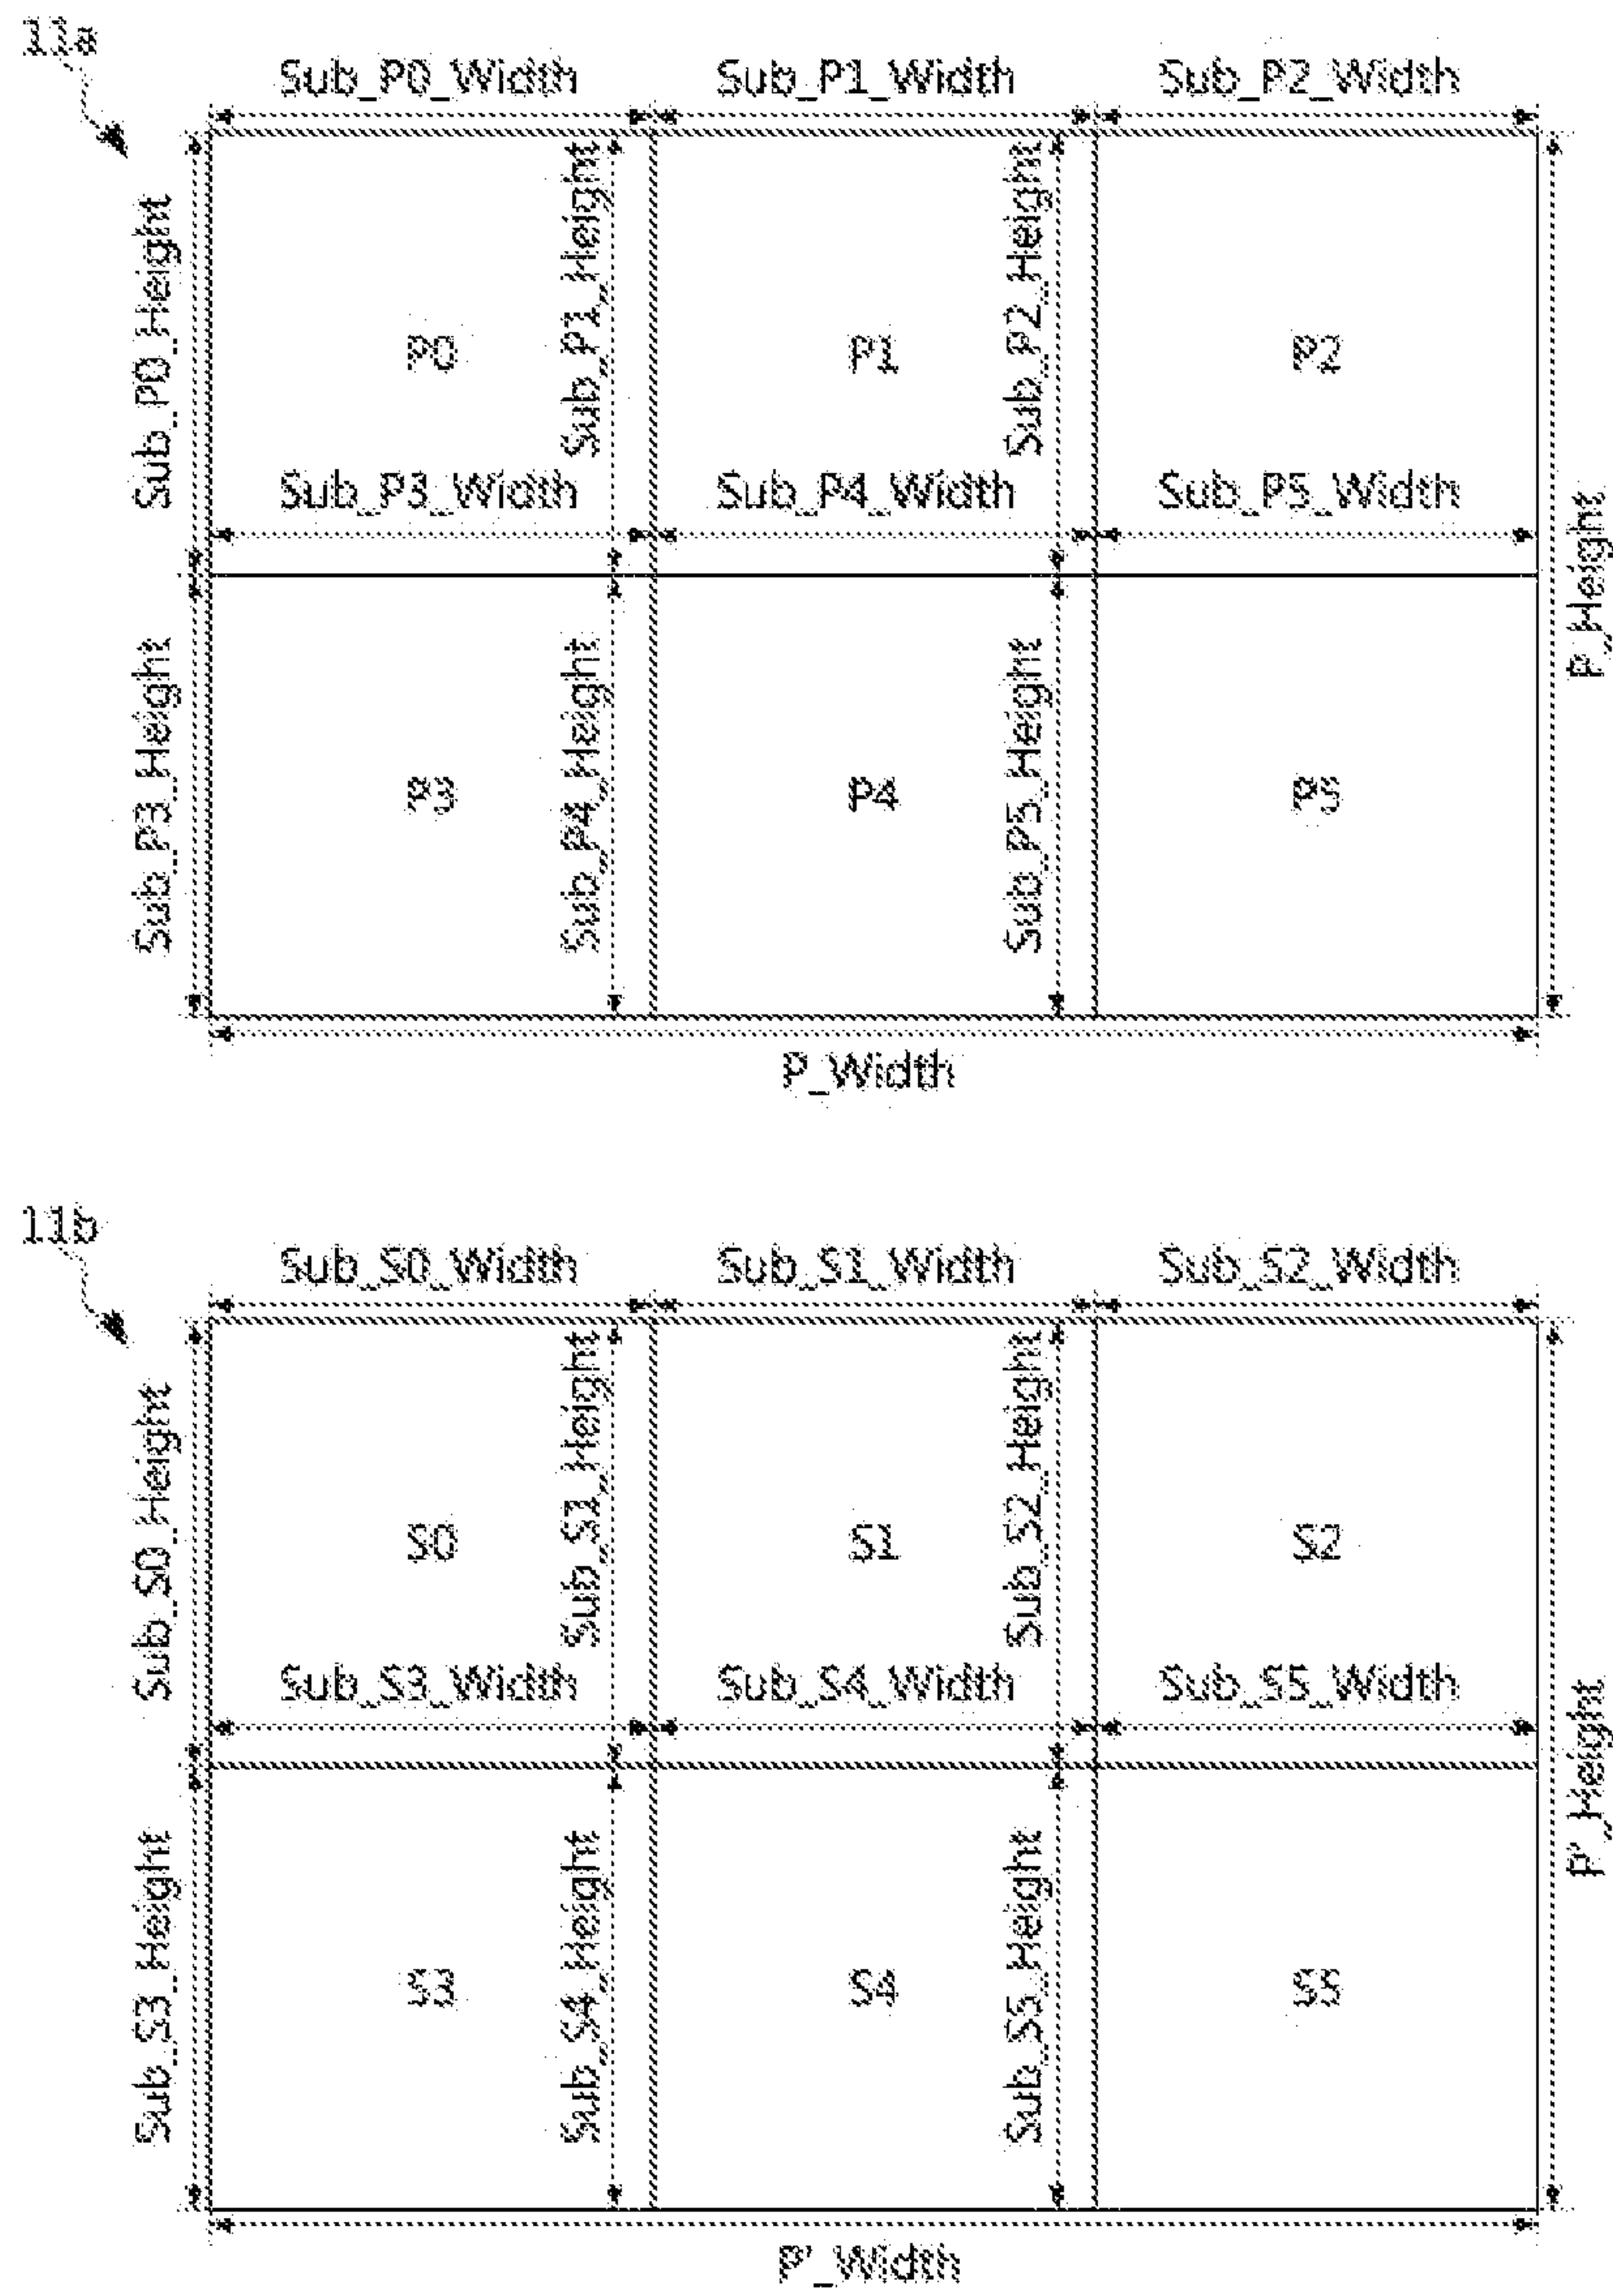 11a
Sub_P0_Width Sub_P1_Width Sub_P2_Width
Sub_P0_Height
Sub_P1_Height
Sub_P2_Height
P0 P1 P2
Sub_P3_Width Sub_P4_Width Sub_P5_Width
P_Height
Sub_P3_Height
Sub_P4_Height
Sub_P5_Height
P3 P4 P5
P_Width
11b
Sub_S0_Width Sub_S1_Width Sub_S2_Width
Sub_S0_Height
Sub_S1_Height
Sub_S2_Height
S0 S1 S2
Sub_S3_Width Sub_S4_Width Sub_S5_Width
P'_Height
Sub_S3_Height
Sub_S4_Height
Sub_S5_Height
S3 S4 S5
P'_Width